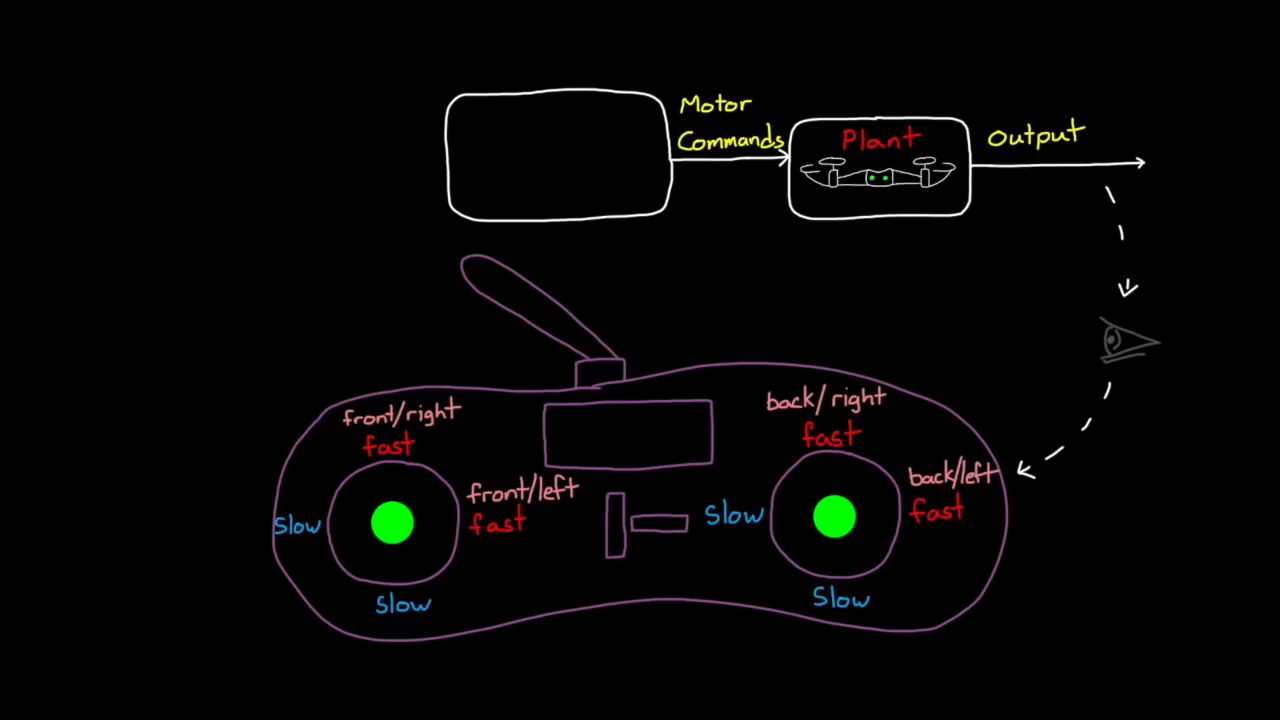 Motor
Commands
Plant
Output
front/right
fast
front/left
fast
Slow
Slow
back/right
fast
back/left
fast
Slow
Slow